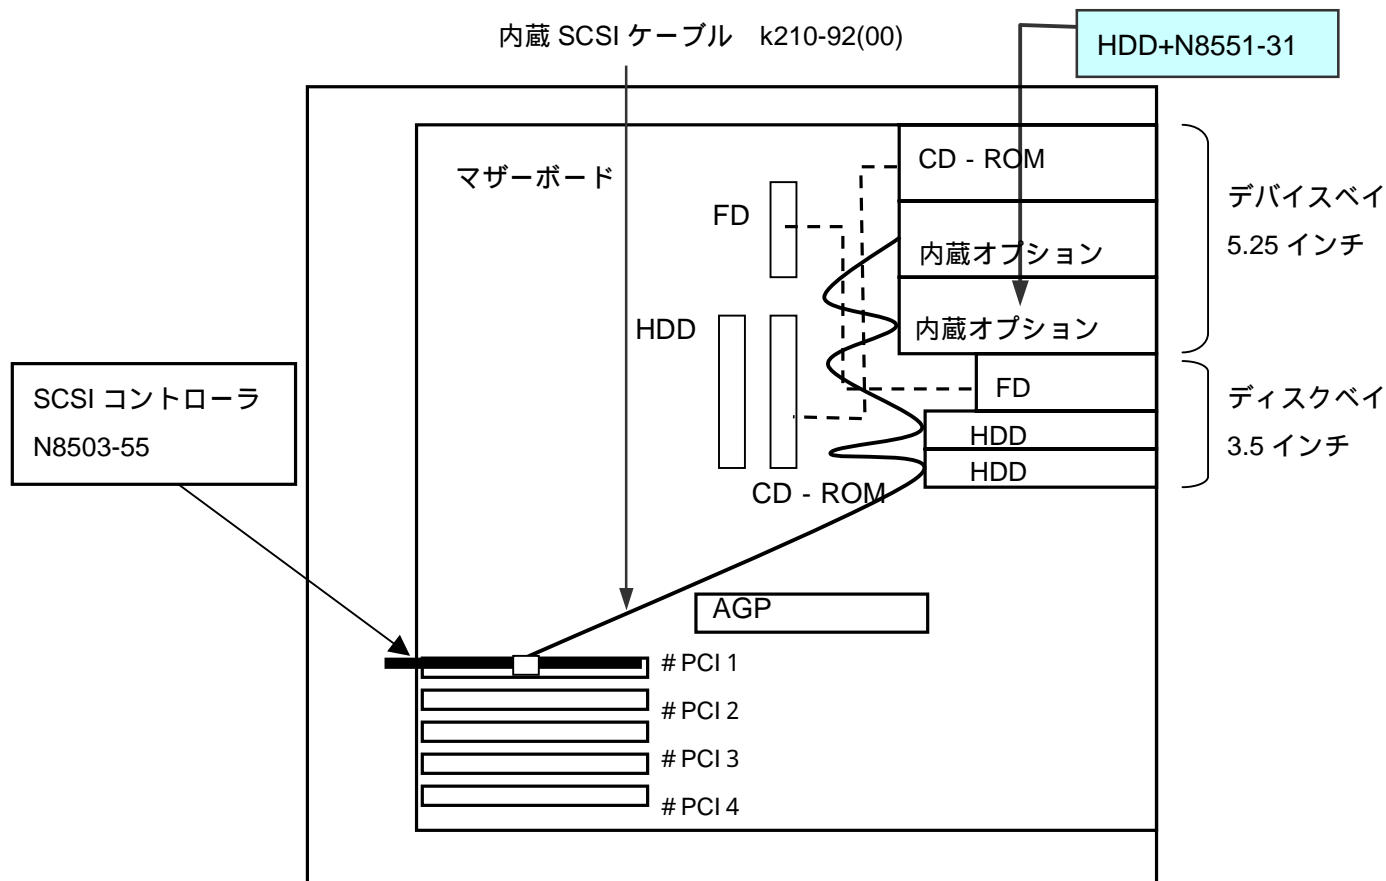 内蔵 SCSI ケーブル　k210-92(00)
HDD+N8551-31
マザーボード
CD - ROM
FD
内蔵オプション
デバイスベイ
5.25 インチ
HDD
内蔵オプション
SCSI コントローラ
N8503-55
FD
HDD
HDD
ディスクベイ
3.5 インチ
CD - ROM
AGP
＃PCI 1
＃PCI 2
＃PCI 3
＃PCI 4